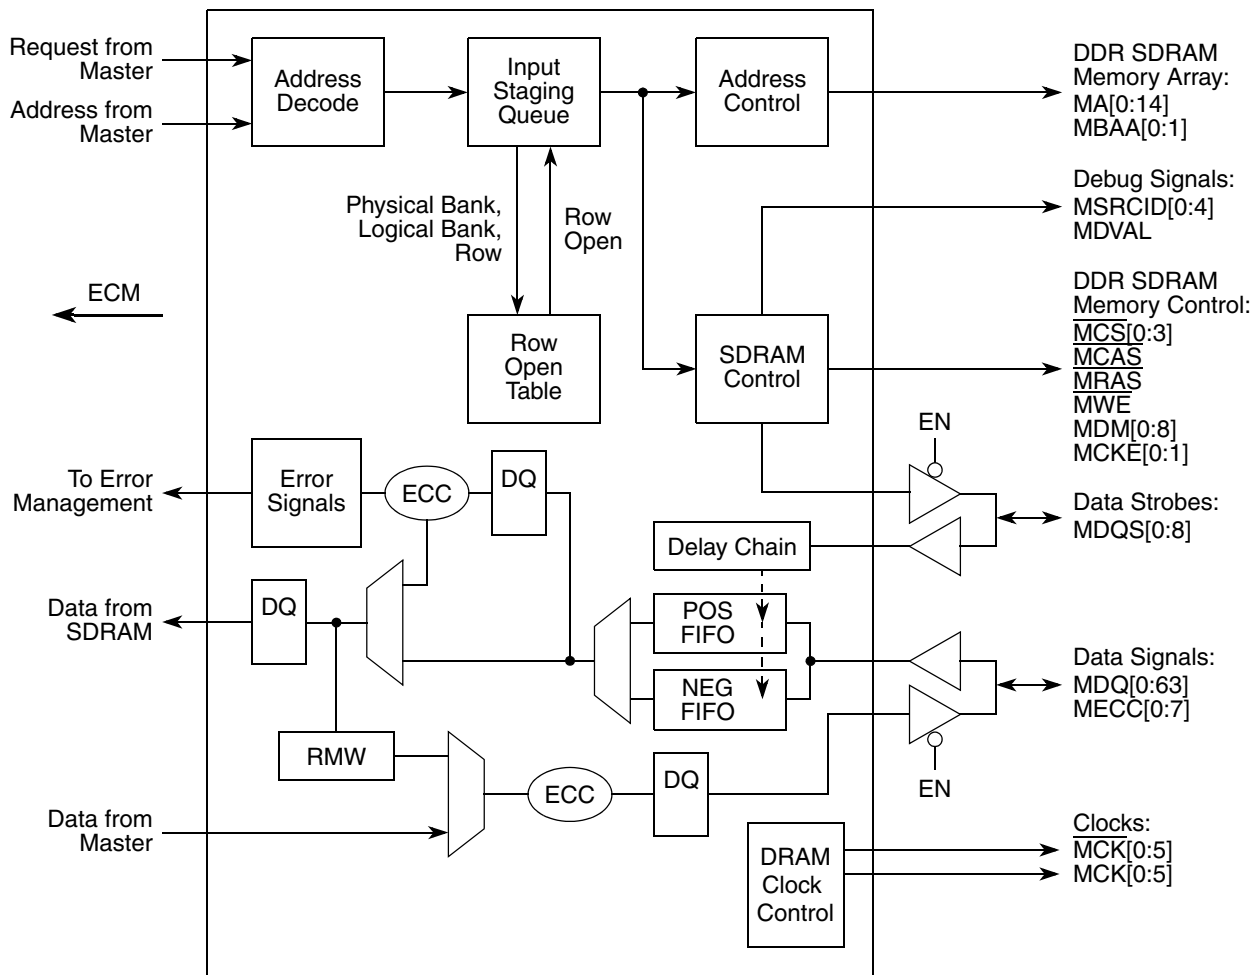 Request from
Master
Address from
Master
Address
Decode
Input
Staging
Queue
Address
Control
DDR SDRAM
Memory Array:
MA[0:14]
MBAA[0:1]
Physical Bank,
Logical Bank,
Row
Row
Open
Debug Signals:
MSRCID[0:4]
MDVAL
ECM
Row
Open
Table
SDRAM
Control
DDR SDRAM
Memory Control:
MCS[0:3]
MCAS
MRAS
MWE
MDM[0:8]
MCKE[0:1]
EN
To Error
Management
Error
Signals
ECC
DQ
Data Strobes:
MDQS[0:8]
Delay Chain
Data from
SDRAM
DQ
POS
FIFO
NEG
FIFO
Data Signals:
MDQ[0:63]
MECC[0:7]
RMW
ECC
DQ
EN
Data from
Master
DRAM
Clock
Control
Clocks:
MCK[0:5]
MCK[0:5]